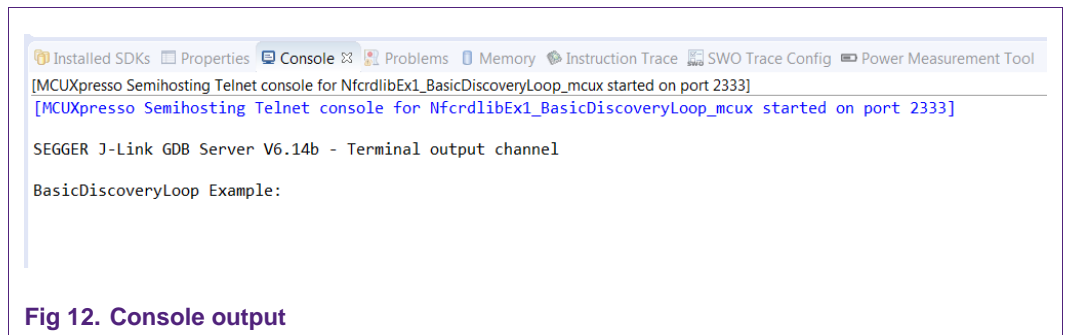 Installed SDKs Properties Console Problems Memory Instruction Trace SWO Trace Config Power Measurement Tool
[MCUXpresso Semihosting Telnet console for NfcrdlibEx1_BasicDiscoveryLoop_mcux started on port 2333]
[MCUXpresso Semihosting Telnet console for NfcrdlibEx1_BasicDiscoveryLoop_mcux started on port 2333]
SEGGER J-Link GDB Server V6.14b - Terminal output channel
BasicDiscoveryLoop Example:
Fig 12. Console output